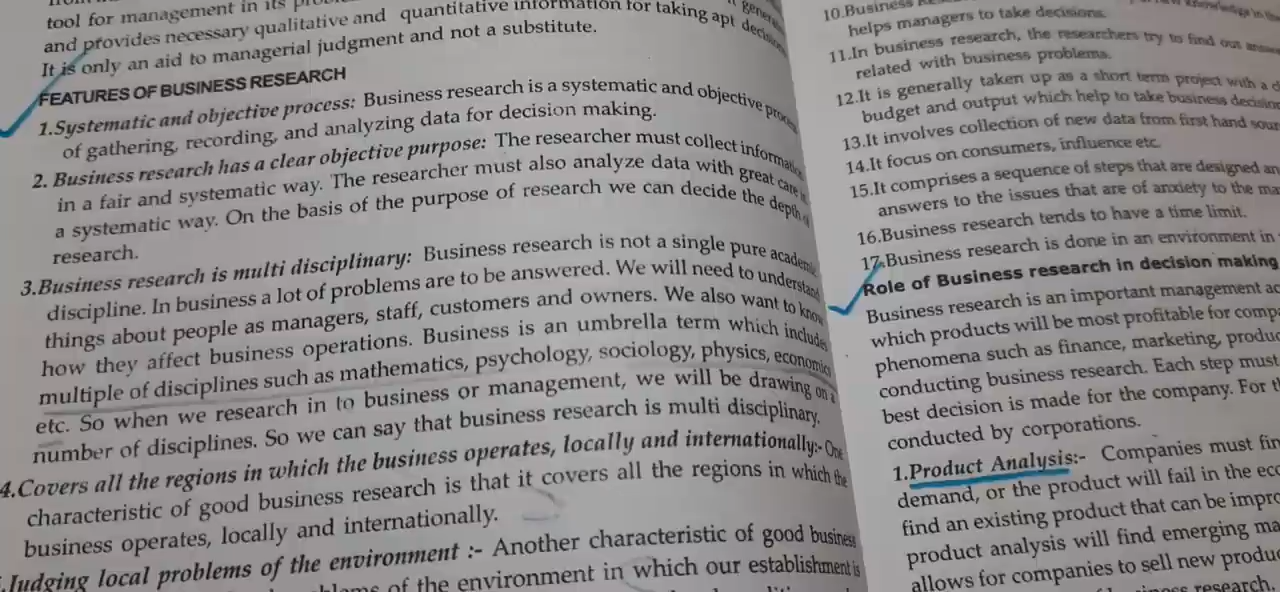 tool for management in its
and provides necessary qualitative and quantitative information for taking apt decision
It is only an aid to managerial judgment and not a substitute.
FEATURES OF BUSINESS RESEARCH
1.Systematic and objective process: Business research is a systematic and objective process
of gathering, recording, and analyzing data for decision making.
2. Business research has a clear objective purpose: The researcher must collect information
in a fair and systematic way. The researcher must also analyze data with great care in
a systematic way. On the basis of the purpose of research we can decide the depth of
research.
3.Business research is multi disciplinary: Business research is not a single pure academic
discipline. In business a lot of problems are to be answered. We will need to understand
things about people as managers, staff, customers and owners. We also want to know
how they affect business operations. Business is an umbrella term which includes
multiple of disciplines such as mathematics, psychology, sociology, physics, economics
etc. So when we research in to business or management, we will be drawing on a
number of disciplines. So we can say that business research is multi disciplinary.
4.Covers all the regions in which the business operates, locally and internationally:- One
characteristic of good business research is that it covers all the regions in which the
business operates, locally and internationally.
.Judging local problems of the environment :- Another characteristic of good business
of the environment in which our establishment is
10.Business
helps managers to take decisions.
11.In business research, the researchers try to find out
related with business problems.
12.It is generally taken up as a short term project with a
budget and output which help to take business decision
13.It involves collection of new data from first hand
14.It focus on consumers, influence etc.
15.It comprises a sequence of steps that are designed
answers to the issues that are of anxiety to the
16.Business research tends to have a time limit.
17.Business research is done in an environment in
Role of Business research in decision making
Business research is an important management
which products will be most profitable for
phenomena such as finance, marketing,
conducting business research. Each step must
best decision is made for the company. For
conducted by corporations.
1.Product Analysis:- Companies must
demand, or the product will fail in the
find an existing product that can be
product analysis will find emerging
allows for companies to sell new
research.